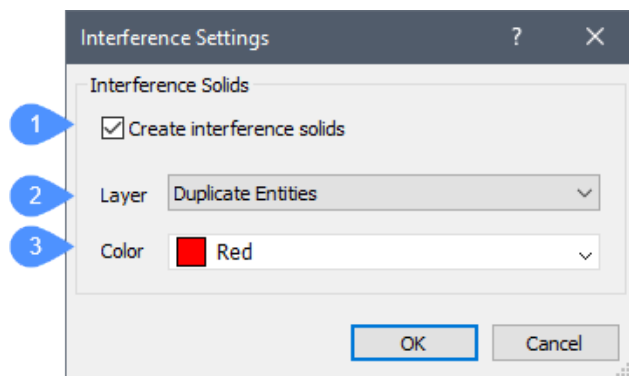 Interference Settings ?
Interference Solids
1 Create interference solids
2 Layer Duplicate Entities
3 Color Red
OK Cancel